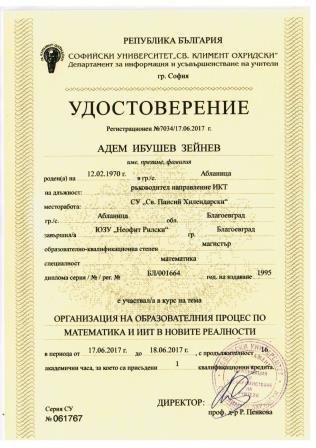 РЕПУБЛИКА БЪЛГАРИЯ
СОФИЙСКИ УНИВЕРСИТЕТ „СВ. КЛИМЕНТ ОХРИДСКИ“
Департамент за информация и усъвършенстване на учители
гр. София
УДОСТОВЕРЕНИЕ
Регистрационен №7034/17.06.2017 г.
АДЕМ ИБУШЕВ ЗЕЙНЕВ
име, презиме, фамилия
роден(а) на 12.02.1970 г. в гр./с. Абланица
на длъжност: ръководител направление ИКТ
месторабота: СУ „Св. Паисий Хилендарски“
гр./с. Абланица обл. Благоевград
завършил/а ЮЗУ „Неофит Рилски“ гр. Благоевград
образователно-квалификационна степен магистър
специалност математика
диплома серия / № / рег. № БЛ/001664 год. на издаване 1995
е участвал/а в курс на тема
ОРГАНИЗАЦИЯ НА ОБРАЗОВАТЕЛНИЯ ПРОЦЕС ПО
МАТЕМАТИКА И ИИТ В НОВИТЕ РЕАЛНОСТИ
в периода от 17.06.2017 г. до 18.06.2017 г. , с продължителност 16
академични часа, за което са присъдени 1 квалификационни кредита.
ДИРЕКТОР:
проф. д-р Р. Пенкова
Серия СУ
№ 061767